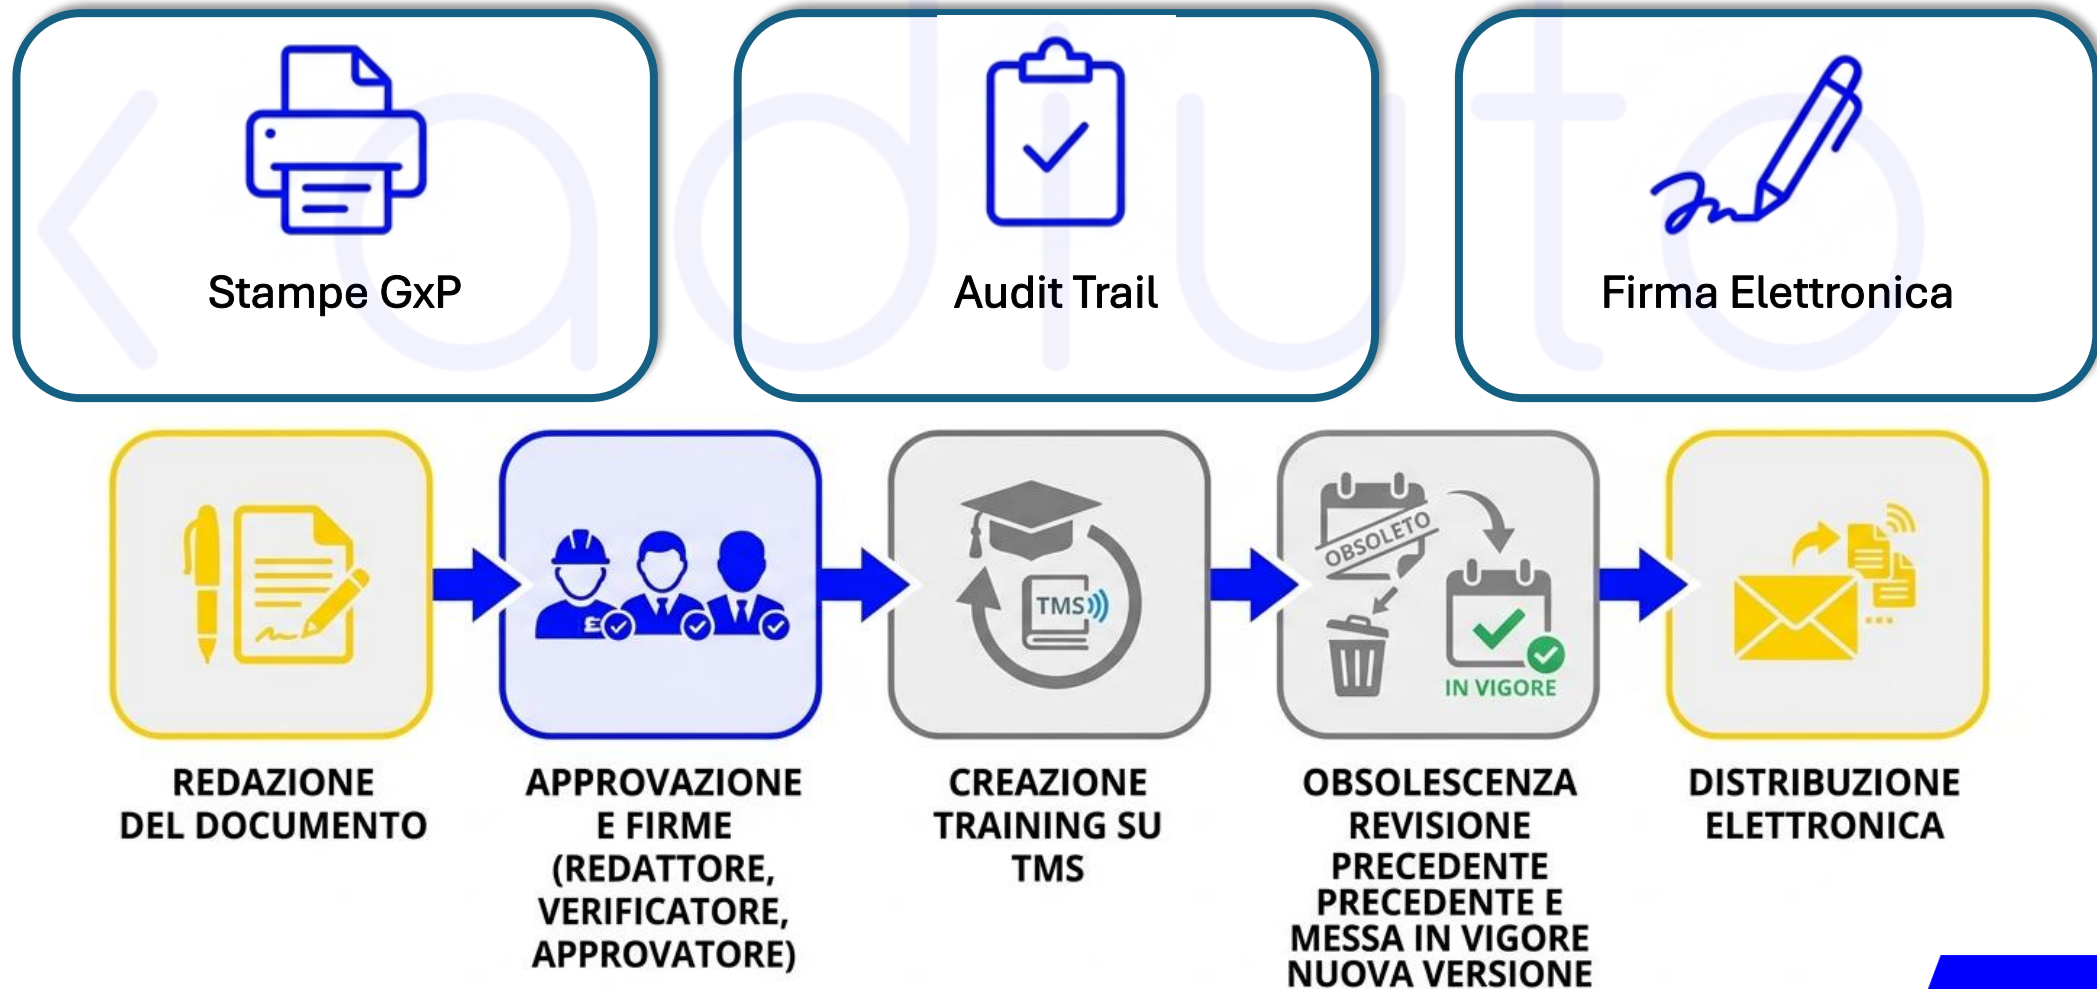 Stampe GxP
Audit Trail
Firma Elettronica
adiuto
OBSOLETO
TMS
IN VIGORE
REDAZIONE
DEL DOCUMENTO
APPROVAZIONE
E FIRME
(REDATTORE,
VERIFICATORE,
APPROVATORE)
CREAZIONE
TRAINING SU
TMS
OBSOLESCENZA
REVISIONE
PRECEDENTE
PRECEDENTE E
MESSA IN VIGORE
NUOVA VERSIONE
DISTRIBUZIONE
ELETTRONICA